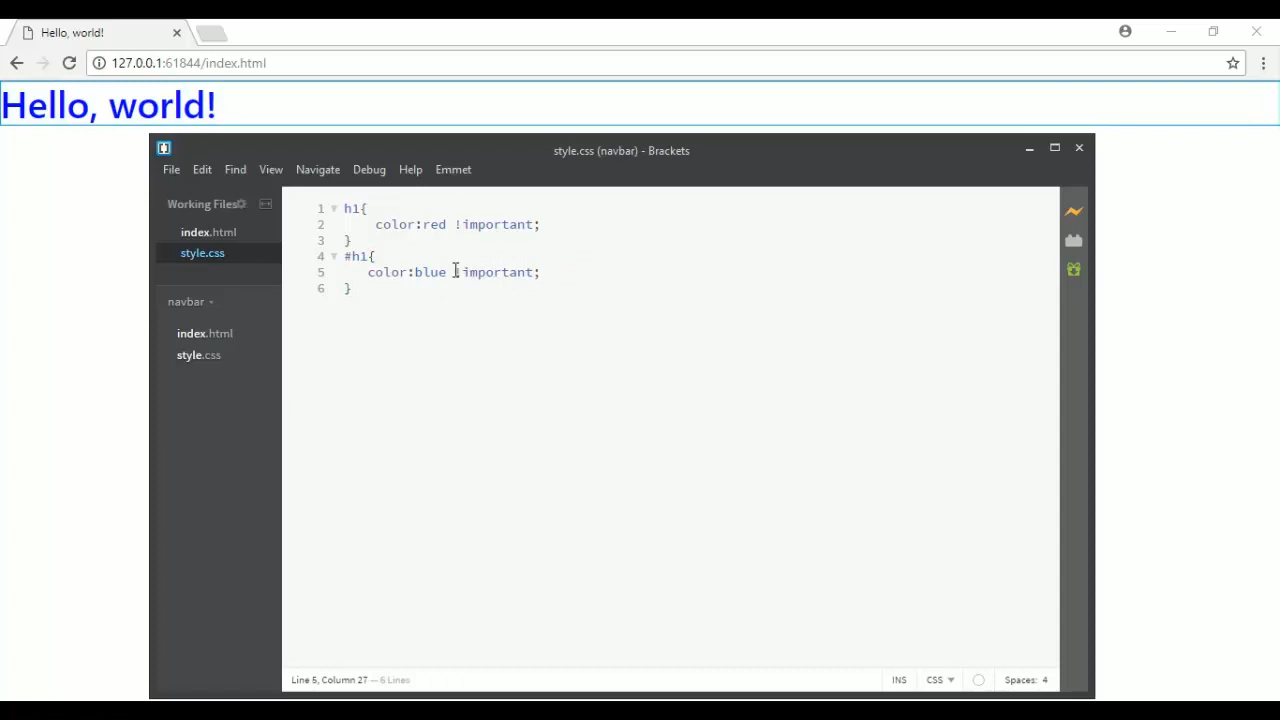 Hello, world!
127.0.0.1:61844/index.html
Hello, world!
style.css (navbar) - Brackets
File Edit Find View Navigate Debug Help Emmet
Working Files
index.html
style.css
navbar
index.html
style.css
1 h1{
2 color:red !important;
3 }
4 #h1{
5 color:blue !important;
6 }
Line 5, Column 27 — 6 Lines
INS CSS Spaces: 4